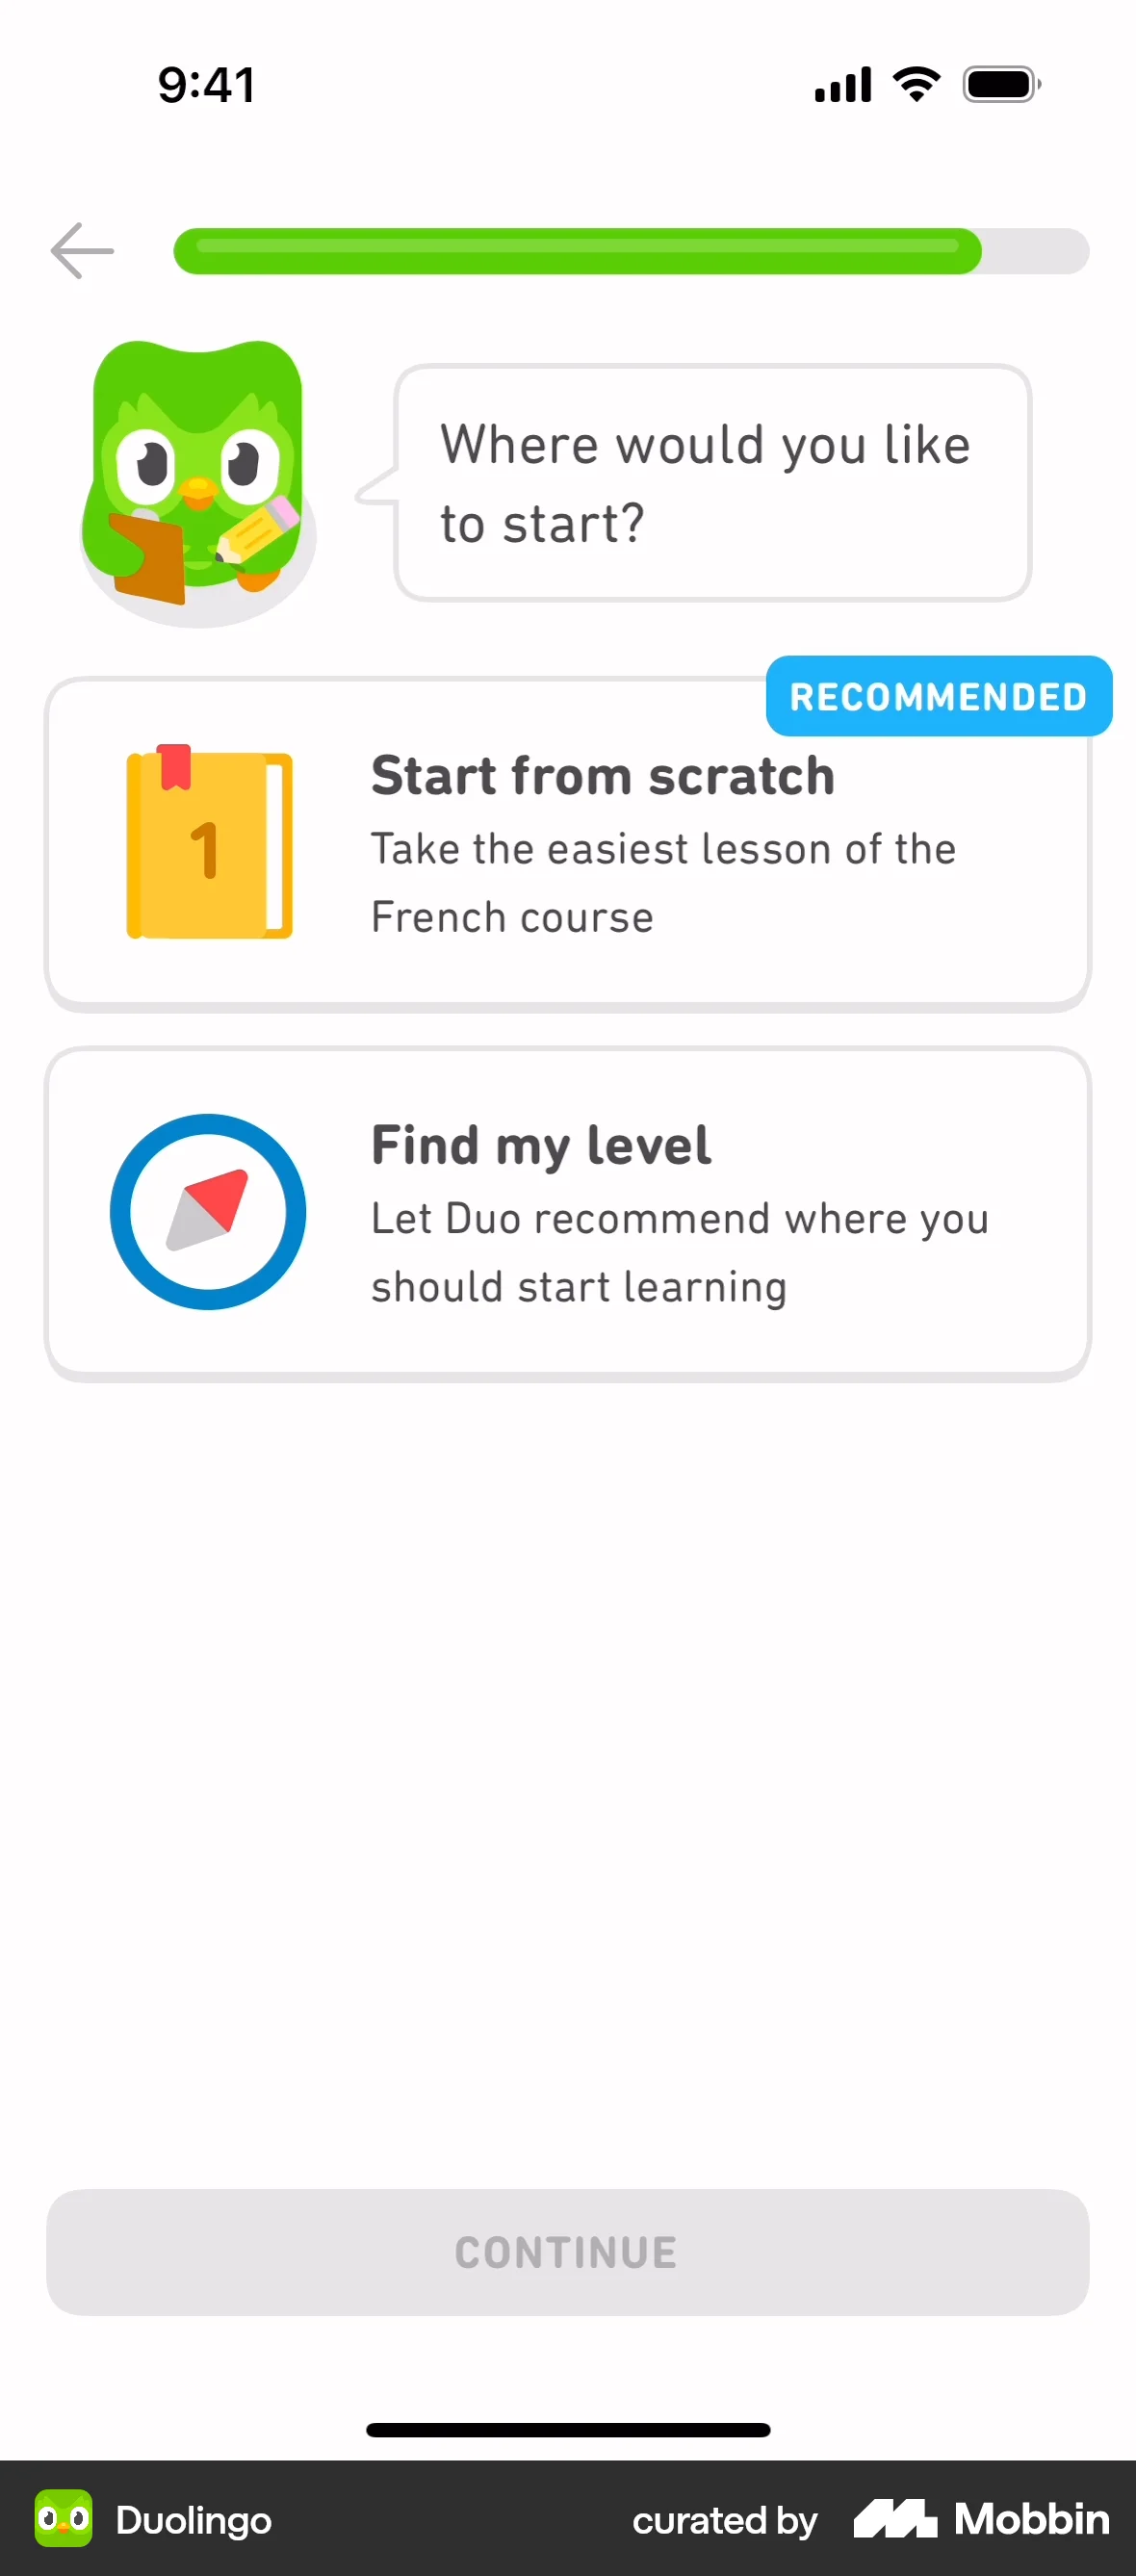 9:41
Where would you like
to start?
RECOMMENDED
1
Start from scratch
Take the easiest lesson of the
French course
Find my level
Let Duo recommend where you
should start learning
CONTINUE
Duolingo
curated by Mobbin